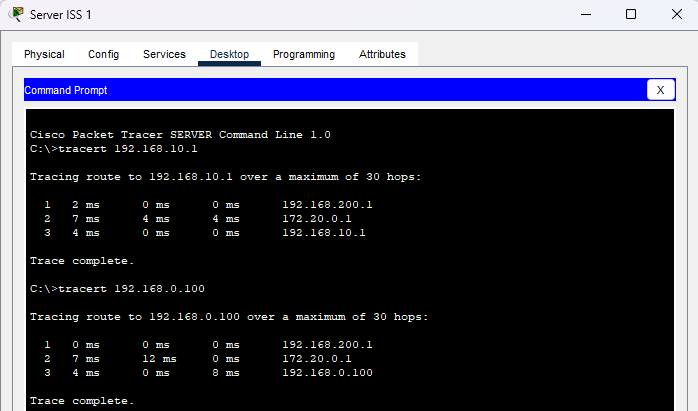 Server ISS 1
Physical Config Services Desktop Programming Attributes
Command Prompt X
Cisco Packet Tracer SERVER Command Line 1.0
C:\>tracert 192.168.10.1
Tracing route to 192.168.10.1 over a maximum of 30 hops:
1 2 ms 0 ms 0 ms 192.168.200.1
2 7 ms 4 ms 4 ms 172.20.0.1
3 4 ms 0 ms 0 ms 192.168.10.1
Trace complete.
C:\>tracert 192.168.0.100
Tracing route to 192.168.0.100 over a maximum of 30 hops:
1 0 ms 0 ms 0 ms 192.168.200.1
2 7 ms 12 ms 0 ms 172.20.0.1
3 4 ms 0 ms 8 ms 192.168.0.100
Trace complete.